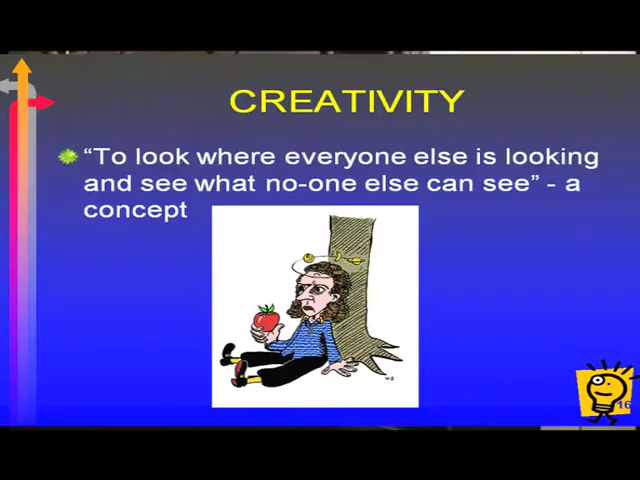 CREATIVITY
“To look where everyone else is looking
and see what no-one else can see” - a
concept
V S
16